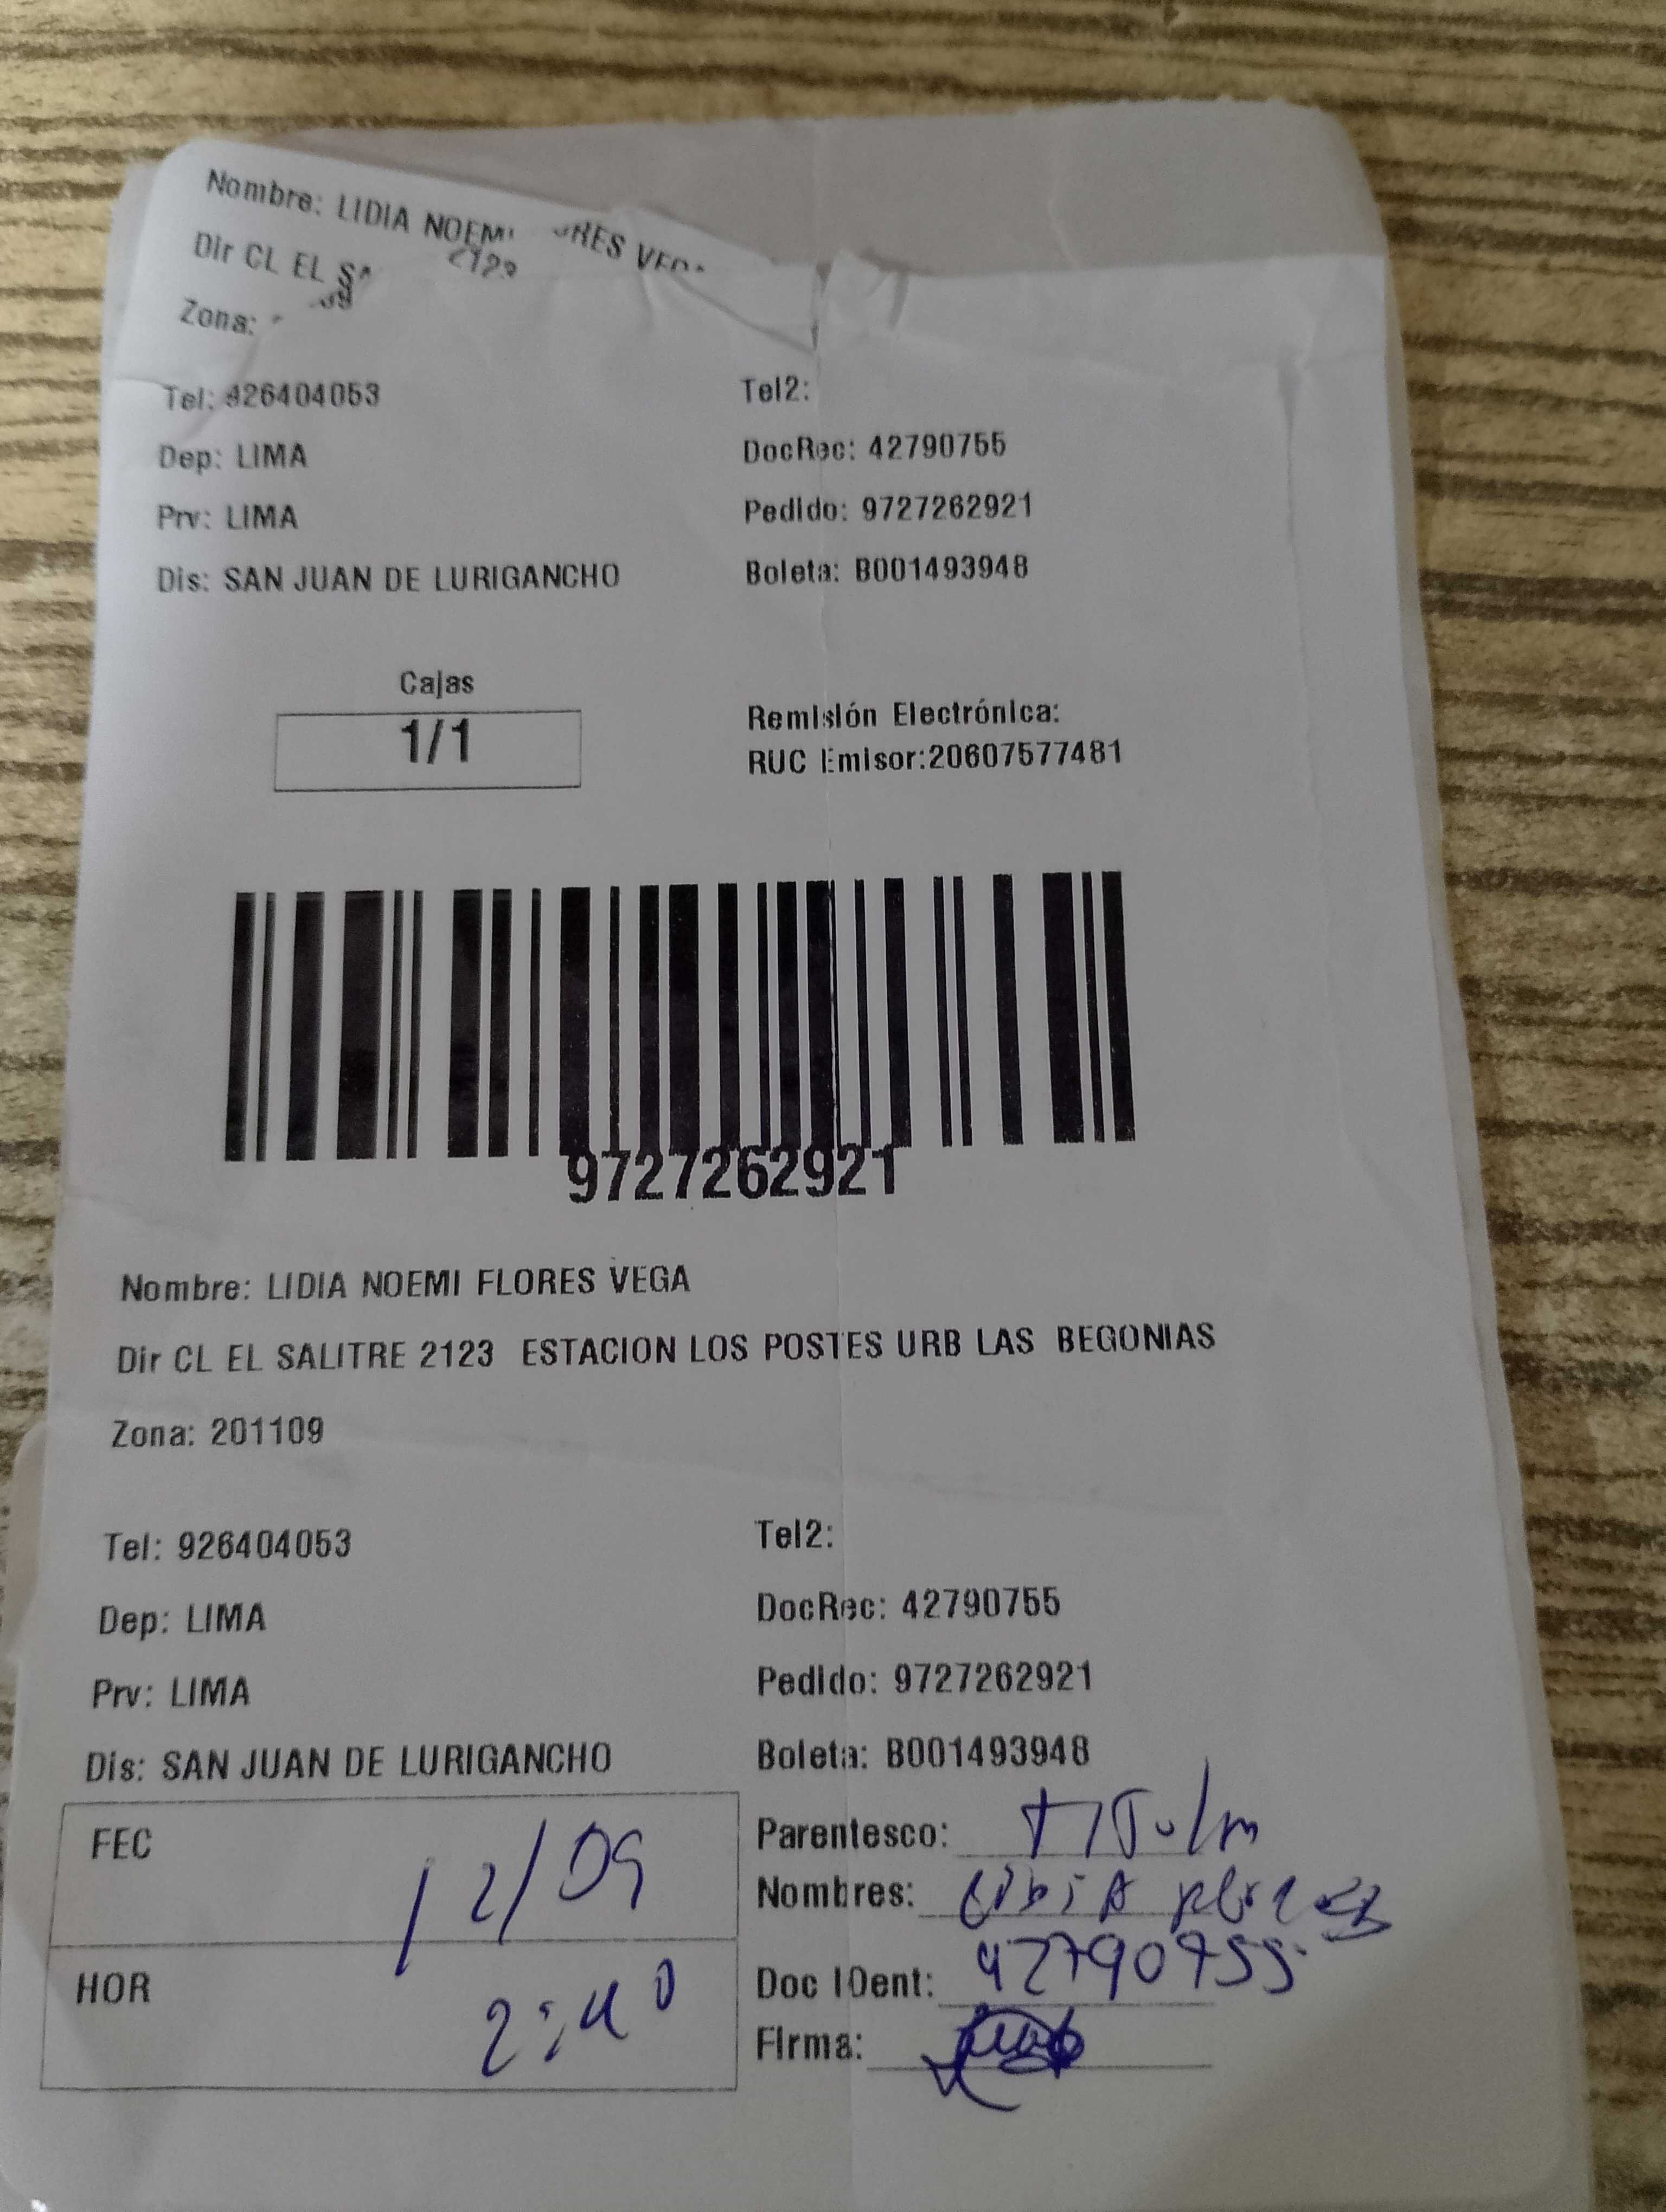 Nombre: LIDIA NOEMI FLORES VEGA
Dir CL EL 2123
Zona:
Tel: 926404053 Tel2:
Dep: LIMA DocRec: 42790755
Prv: LIMA Pedido: 9727262921
Dis: SAN JUAN DE LURIGANCHO Boleta: B001493948
Cajas
1/1
Remisión Electrónica:
RUC Emisor:20607577481
9727262921
Nombre: LIDIA NOEMI FLORES VEGA
Dir CL EL SALITRE 2123 ESTACION LOS POSTES URB LAS BEGONIAS
Zona: 201109
Tel: 926404053 Tel2:
Dep: LIMA DocRec: 42790755
Prv: LIMA Pedido: 9727262921
Dis: SAN JUAN DE LURIGANCHO Boleta: B001493948
FEC 12/09
HOR 2:40
Parentesco:
Nombres:
Doc IDent: 42790755
Firma: